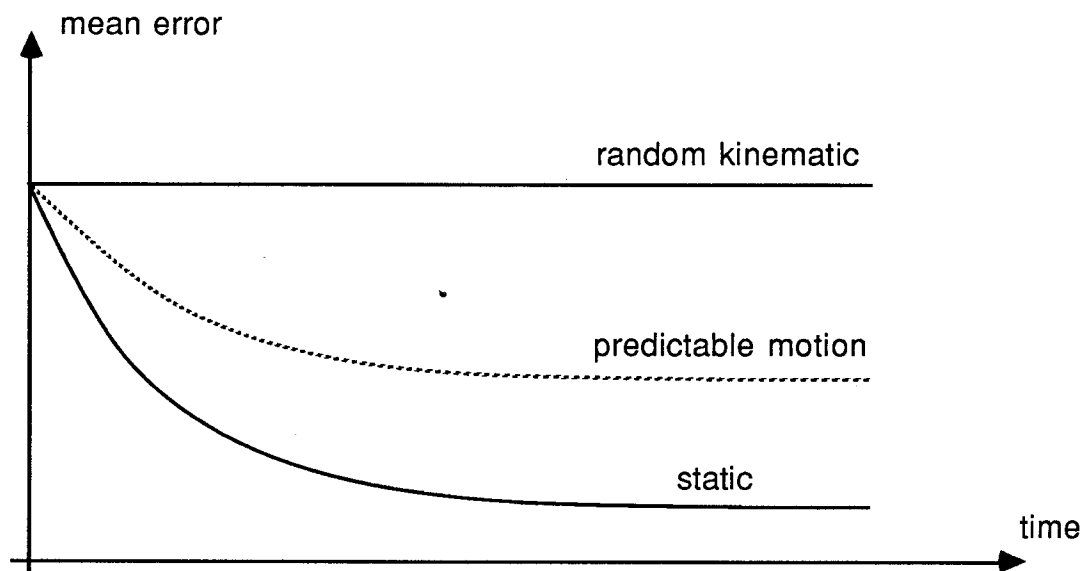 mean error
random kinematic
predictable motion
static
time